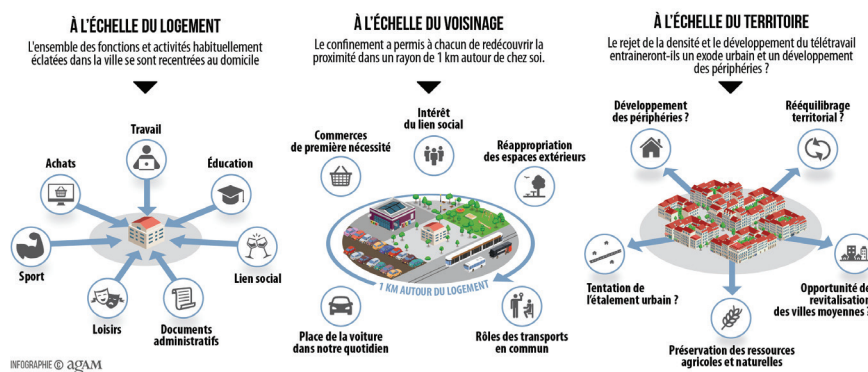 À L'ÉCHELLE DU LOGEMENT
L'ensemble des fonctions et activités habituellement
éclatées dans la ville se sont recentrées au domicile
Travail
Achats
Éducation
Sport
Lien social
Loisirs
Documents
administratifs
INFOGRAPHIE © agAM
À L'ÉCHELLE DU VOISINAGE
Le confinement a permis à chacun de redécouvrir la
proximité dans un rayon de 1 km autour de chez soi.
Intérêt
du lien social
Commerces
de première nécessité
Réappropriation
des espaces extérieurs
1 KM AUTOUR DU LOGEMENT
Place de la voiture
dans notre quotidien
Rôles des transports
en commun
À L'ÉCHELLE DU TERRITOIRE
Le rejet de la densité et le développement du télétravail
entraineront-ils un exode urbain et un développement
des périphéries ?
Développement
des périphéries ?
Rééquilibrage
territorial ?
Tentation de
l'étalement urbain ?
Opportunité de
revitalisation
des villes moyennes ?
Préservation des ressources
agricoles et naturelles